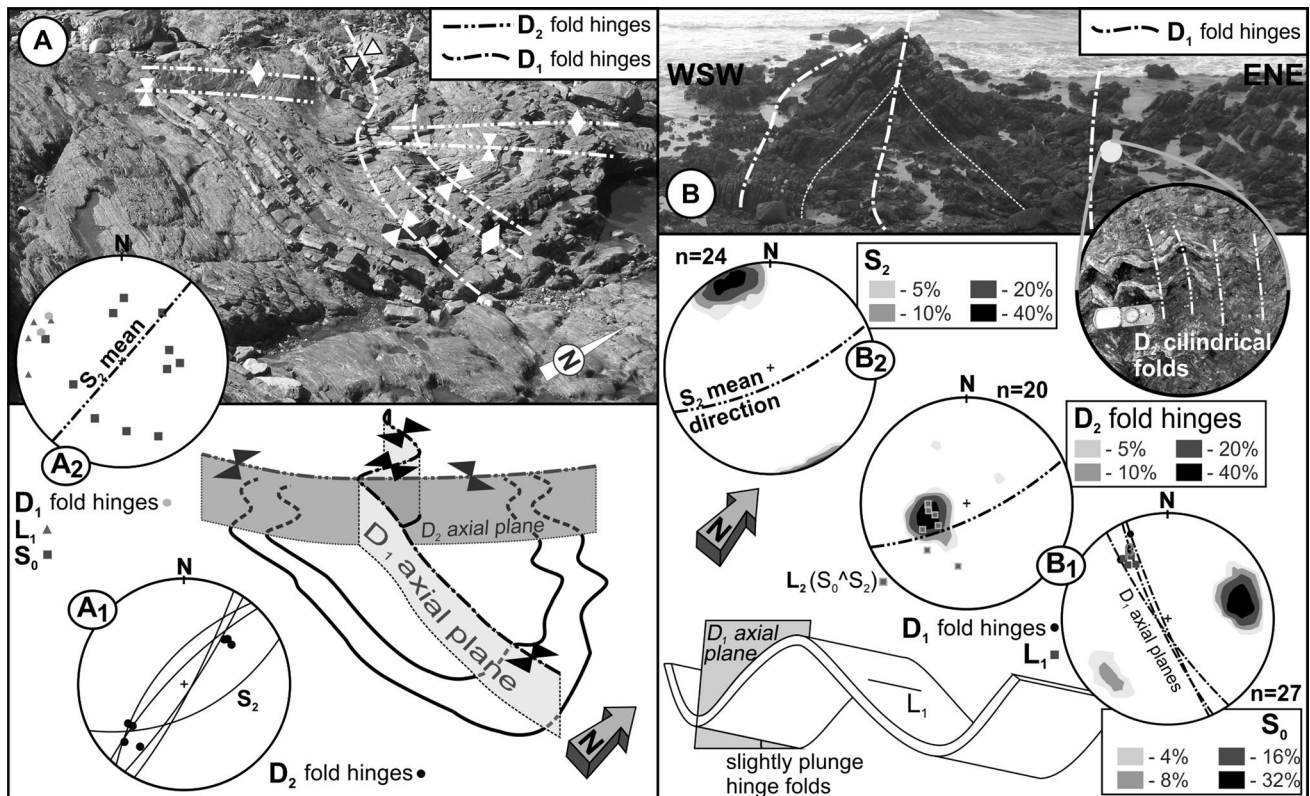 A
D2 fold hinges
D1 fold hinges
N
N
S2 mean
A2
D1 fold hinges
L1
S0
A1
N
S2
D2 fold hinges
D2 axial plane
D1 axial plane
N
D1 fold hinges
WSW
ENE
B
D2 cilindrical
folds
n=24
N
S2
- 5%
- 20%
- 10%
- 40%
S2 mean
direction
B2
N
n=20
N
D2 fold hinges
- 5%
- 20%
- 10%
- 40%
L2 (S0^S2)
B1
N
D1 axial planes
D1 fold hinges
L1
n=27
S0
- 4%
- 16%
- 8%
- 32%
D1 axial
plane
L1
slightly plunge
hinge folds